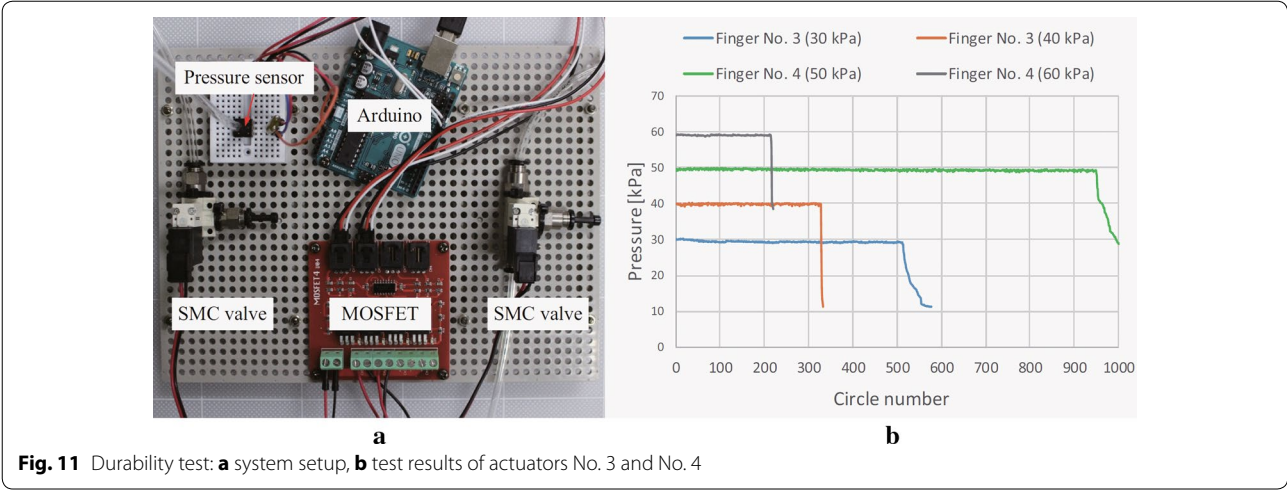 Pressure sensor
Arduino
SMC valve
MOSFET
SMC valve
MOSFET-4
a
Finger No. 3 (30 kPa)
Finger No. 3 (40 kPa)
Finger No. 4 (50 kPa)
Finger No. 4 (60 kPa)
Pressure [kPa]
70
60
50
40
30
20
10
0
0 100 200 300 400 500 600 700 800 900 1000
Circle number
b
Fig. 11 Durability test: a system setup, b test results of actuators No. 3 and No. 4